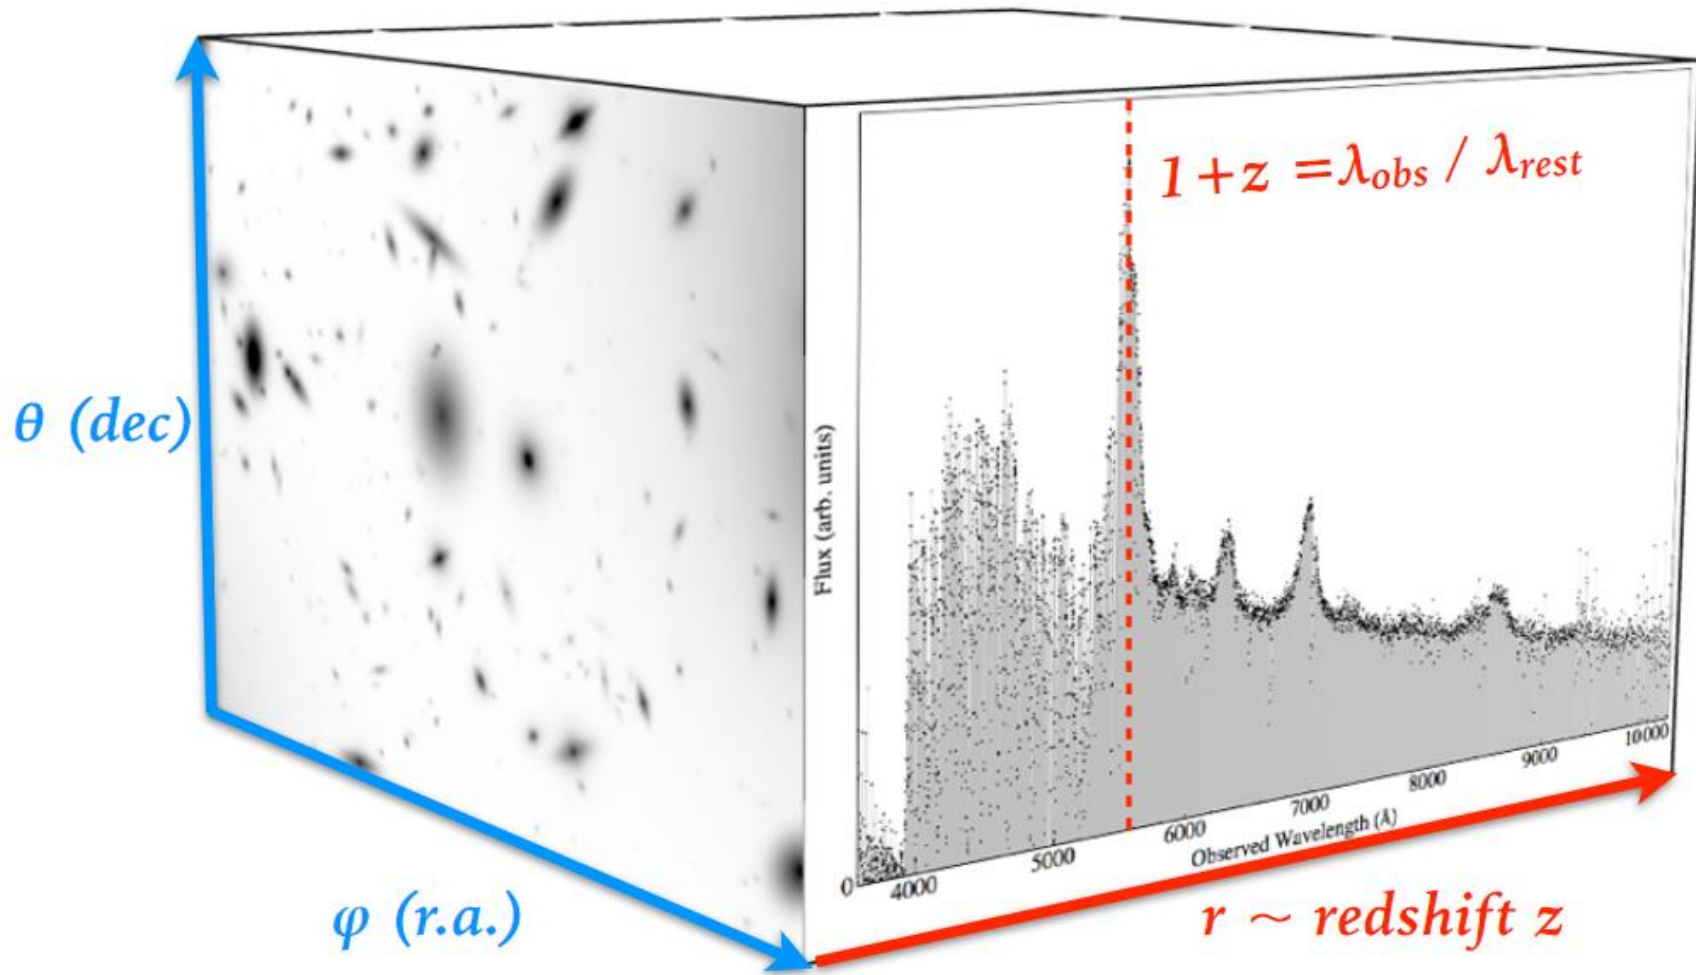 1+z =λobs / λrest
θ (dec)
φ (r.a.)
r ~ redshift z
Flux (arb. units)
0
4000
5000
6000
7000
8000
9000
10000
Observed Wavelength (Å)